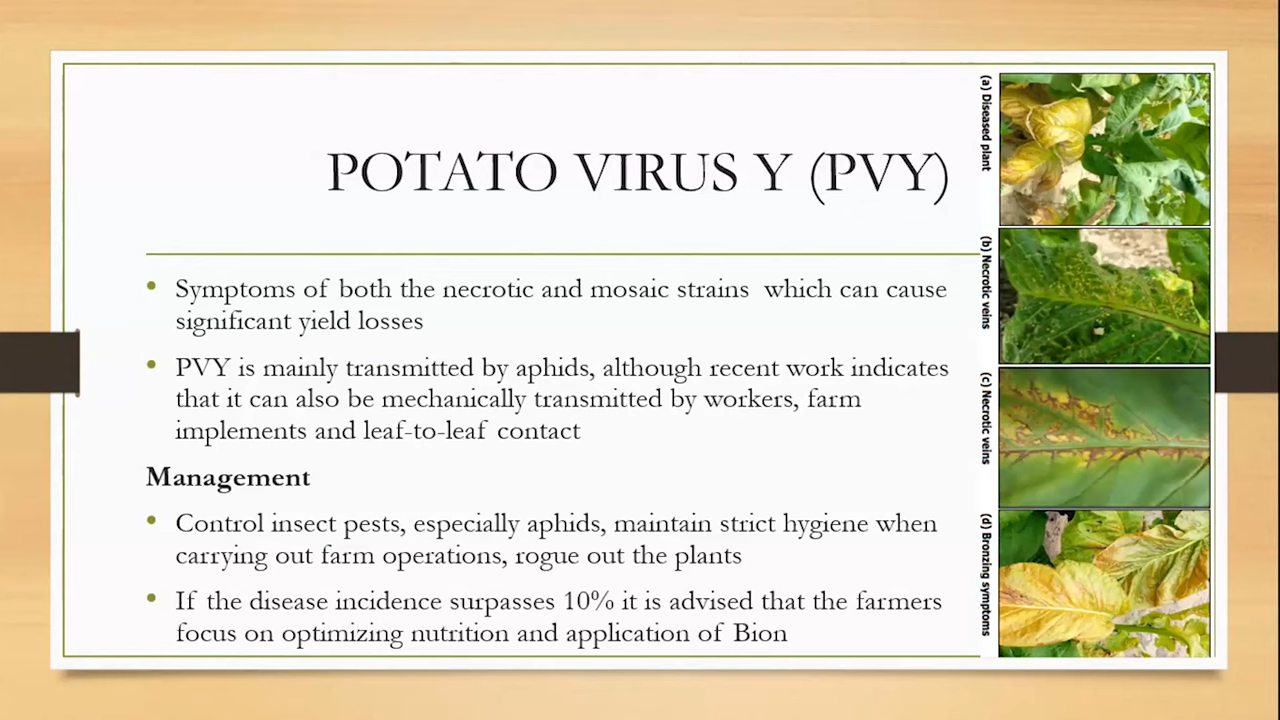 POTATO VIRUS Y (PVY)
• Symptoms of both the necrotic and mosaic strains which can cause
significant yield losses
• PVY is mainly transmitted by aphids, although recent work indicates
that it can also be mechanically transmitted by workers, farm
implements and leaf-to-leaf contact
Management
• Control insect pests, especially aphids, maintain strict hygiene when
carrying out farm operations, rogue out the plants
• If the disease incidence surpasses 10% it is advised that the farmers
focus on optimizing nutrition and application of Bion
(a) Diseased plant
(b) Necrotic veins
(c) Necrotic veins
(d) Bronzing symptoms